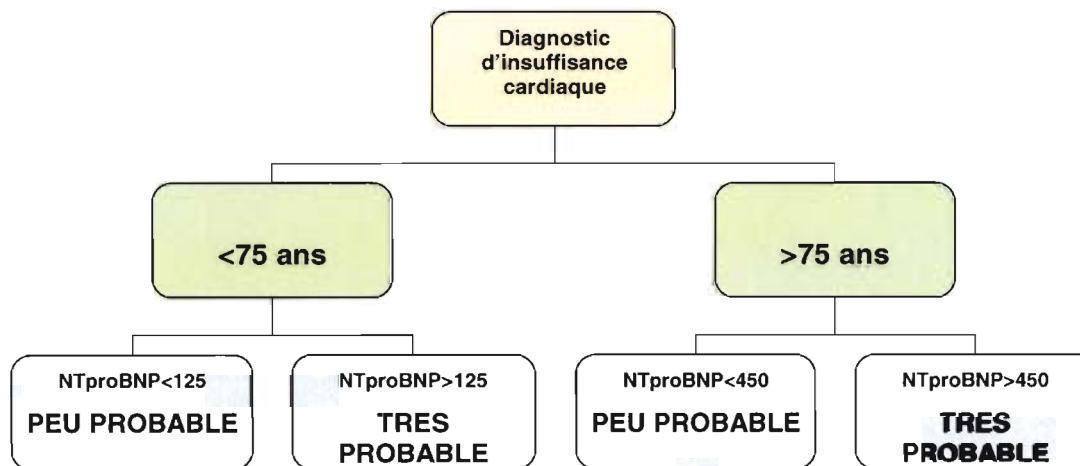 Diagnostic
d'insuffisance
cardiaque
<75 ans
>75 ans
NTproBNP<125
PEU PROBABLE
NTproBNP>125
TRES
PROBABLE
NTproBNP<450
PEU PROBABLE
NTproBNP>450
TRES
PROBABLE